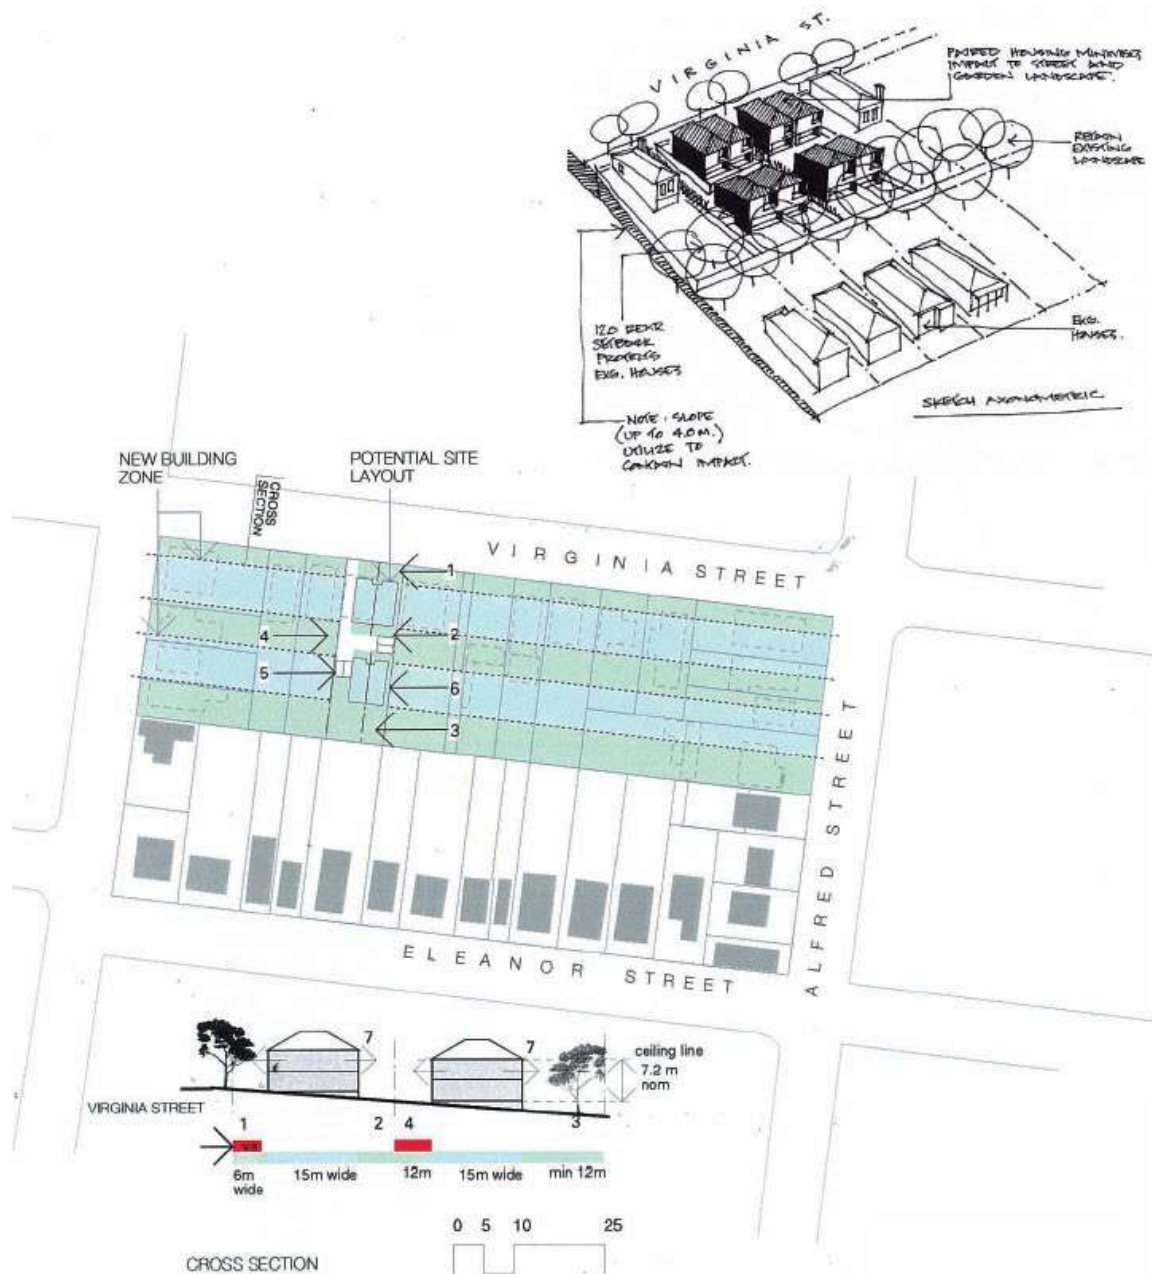 VIRGINIA ST.
PAIRED HOUSING MINIMISES
IMPACT TO STREET AND
GARDEN LANDSCAPE.
RETAIN
EXISTING
LANDSCAPE
12.0 REAR
SETBACK
PROTECTS
EXG. HOUSES
EXG.
HOUSES.
SKETCH AXONOMETRIC
NOTE: SLOPE
(UP TO 4.0 M.)
UTILIZE TO
IMPACT.
NEW BUILDING
ZONE
CROSS
SECTION
POTENTIAL SITE
LAYOUT
VIRGINIA STREET
1
4
2
5
6
3
ALFRED STREET
ELEANOR STREET
7
7
ceiling line
7.2 m
nom
VIRGINIA STREET
1
2
4
3
6m
wide
15m wide
12m
15m wide
min 12m
0 5 10 25
CROSS SECTION